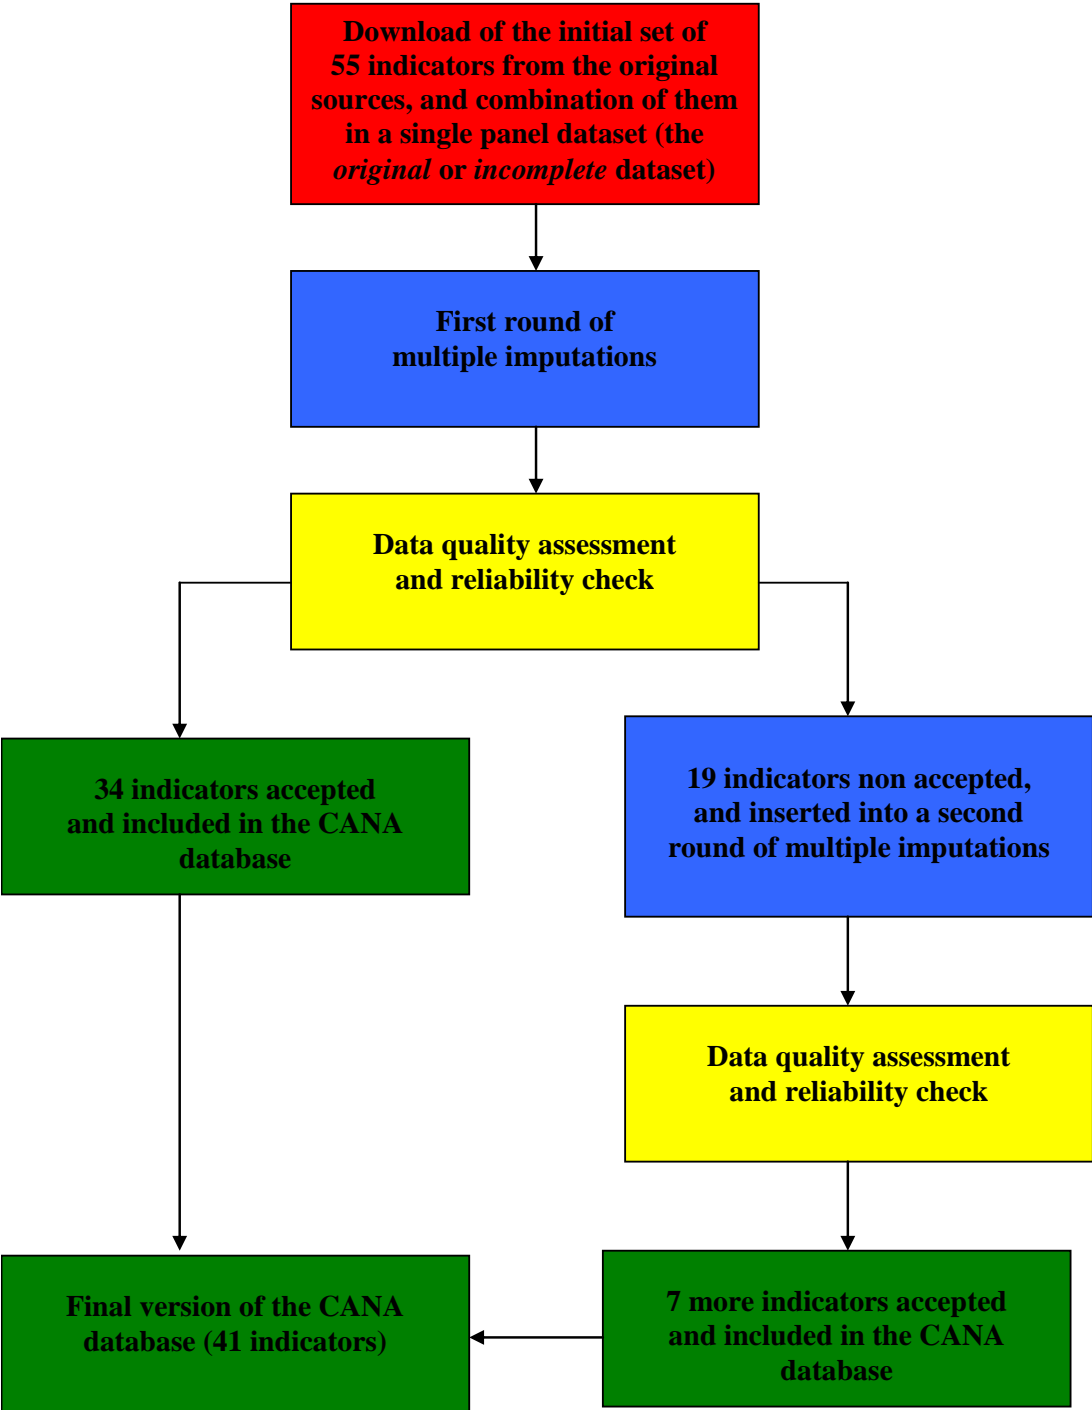 Download of the initial set of
55 indicators from the original
sources, and combination of them
in a single panel dataset (the
original or incomplete dataset)
First round of
multiple imputations
Data quality assessment
and reliability check
34 indicators accepted
and included in the CANA
database
19 indicators non accepted,
and inserted into a second
round of multiple imputations
Data quality assessment
and reliability check
Final version of the CANA
database (41 indicators)
7 more indicators accepted
and included in the CANA
database